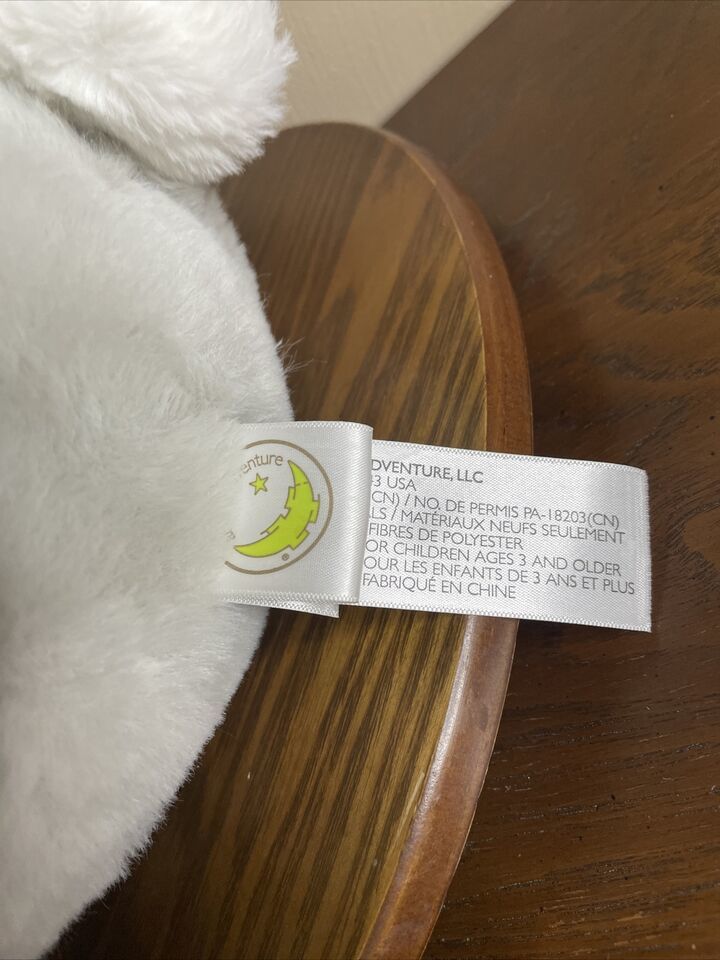 enture
®
DVENTURE, LLC
3 USA
(CN) / NO. DE PERMIS PA-18203(CN)
LS / MATÉRIAUX NEUFS SEULEMENT
FIBRES DE POLYESTER
OR CHILDREN AGES 3 AND OLDER
OUR LES ENFANTS DE 3 ANS ET PLUS
FABRIQUÉ EN CHINE